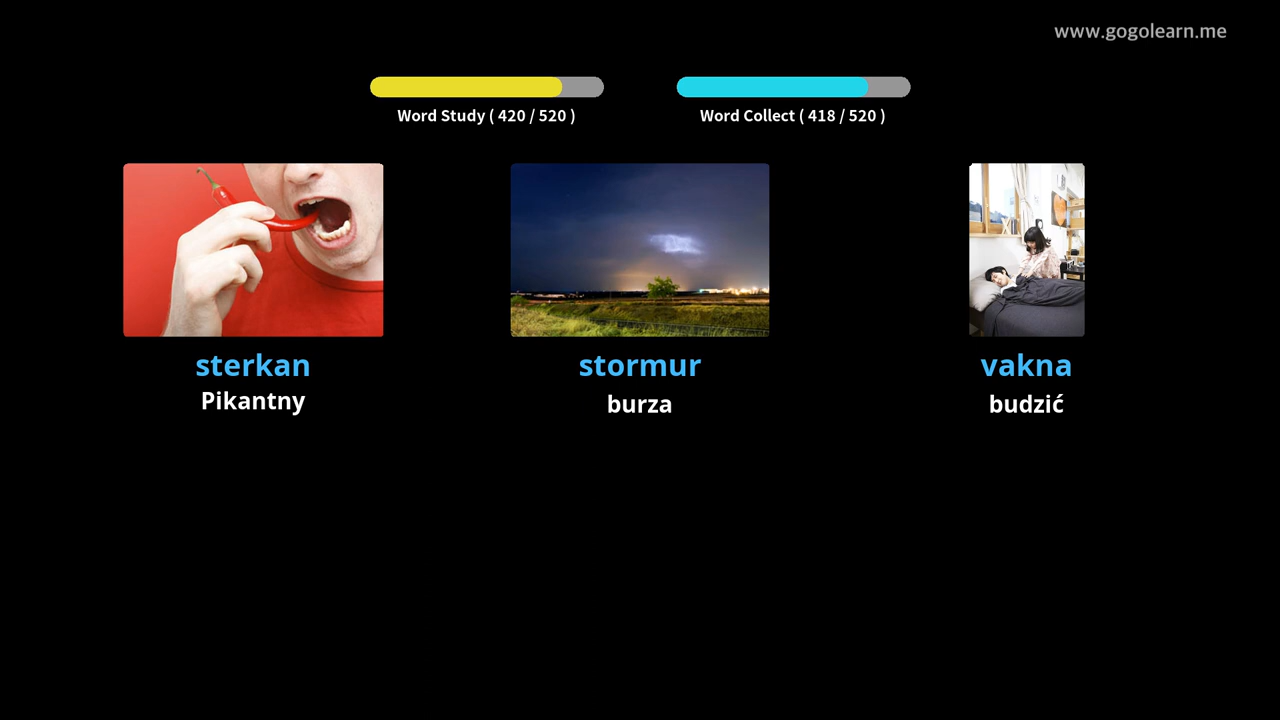 www.gogolearn.me
Word Study ( 420 / 520 )
Word Collect ( 418 / 520 )
sterkan
Pikantny
stormur
burza
vakna
budzić